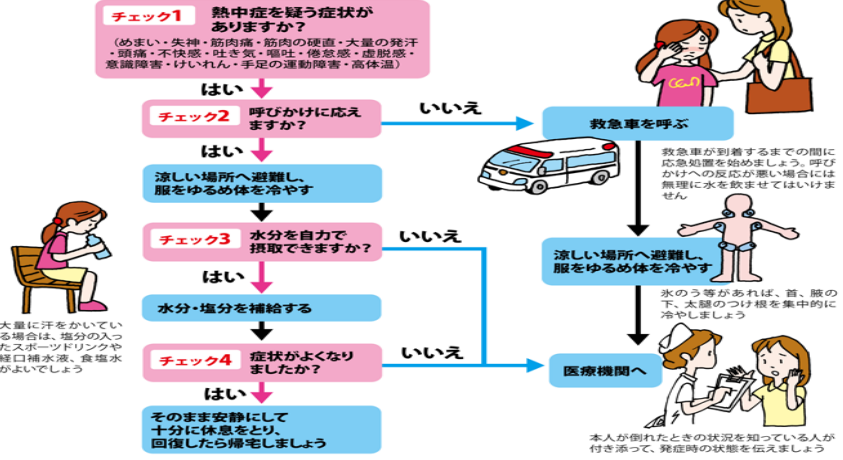 チェック1
熱中症を疑う症状が
ありますか？
（めまい・失神・筋肉痛・筋肉の硬直・大量の発汗
・頭痛・不快感・吐き気・嘔吐・倦怠感・虚脱感・
意識障害・けいれん・手足の運動障害・高体温）
はい
チェック2
呼びかけに応え
ますか？
いいえ
救急車を呼ぶ
救急車が到着するまでの間に
応急処置を始めましょう。呼び
かけへの反応が悪い場合には
無理に水を飲ませてはいけま
せん
はい
涼しい場所へ避難し、
服をゆるめ体を冷やす
チェック3
水分を自力で
摂取できますか？
いいえ
涼しい場所へ避難し、
服をゆるめ体を冷やす
氷のう等があれば、首、腋の
下、太腿のつけ根を集中的に
冷やしましょう
はい
水分・塩分を補給する
大量に汗をかいてい
る場合は、塩分の入っ
たスポーツドリンクや
経口補水液、食塩水
がよいでしょう
チェック4
症状がよくなり
ましたか？
いいえ
医療機関へ
本人が倒れたときの状況を知っている人が
付き添って、発症時の状態を伝えましょう
はい
そのまま安静にして
十分に休息をとり、
回復したら帰宅しましょう